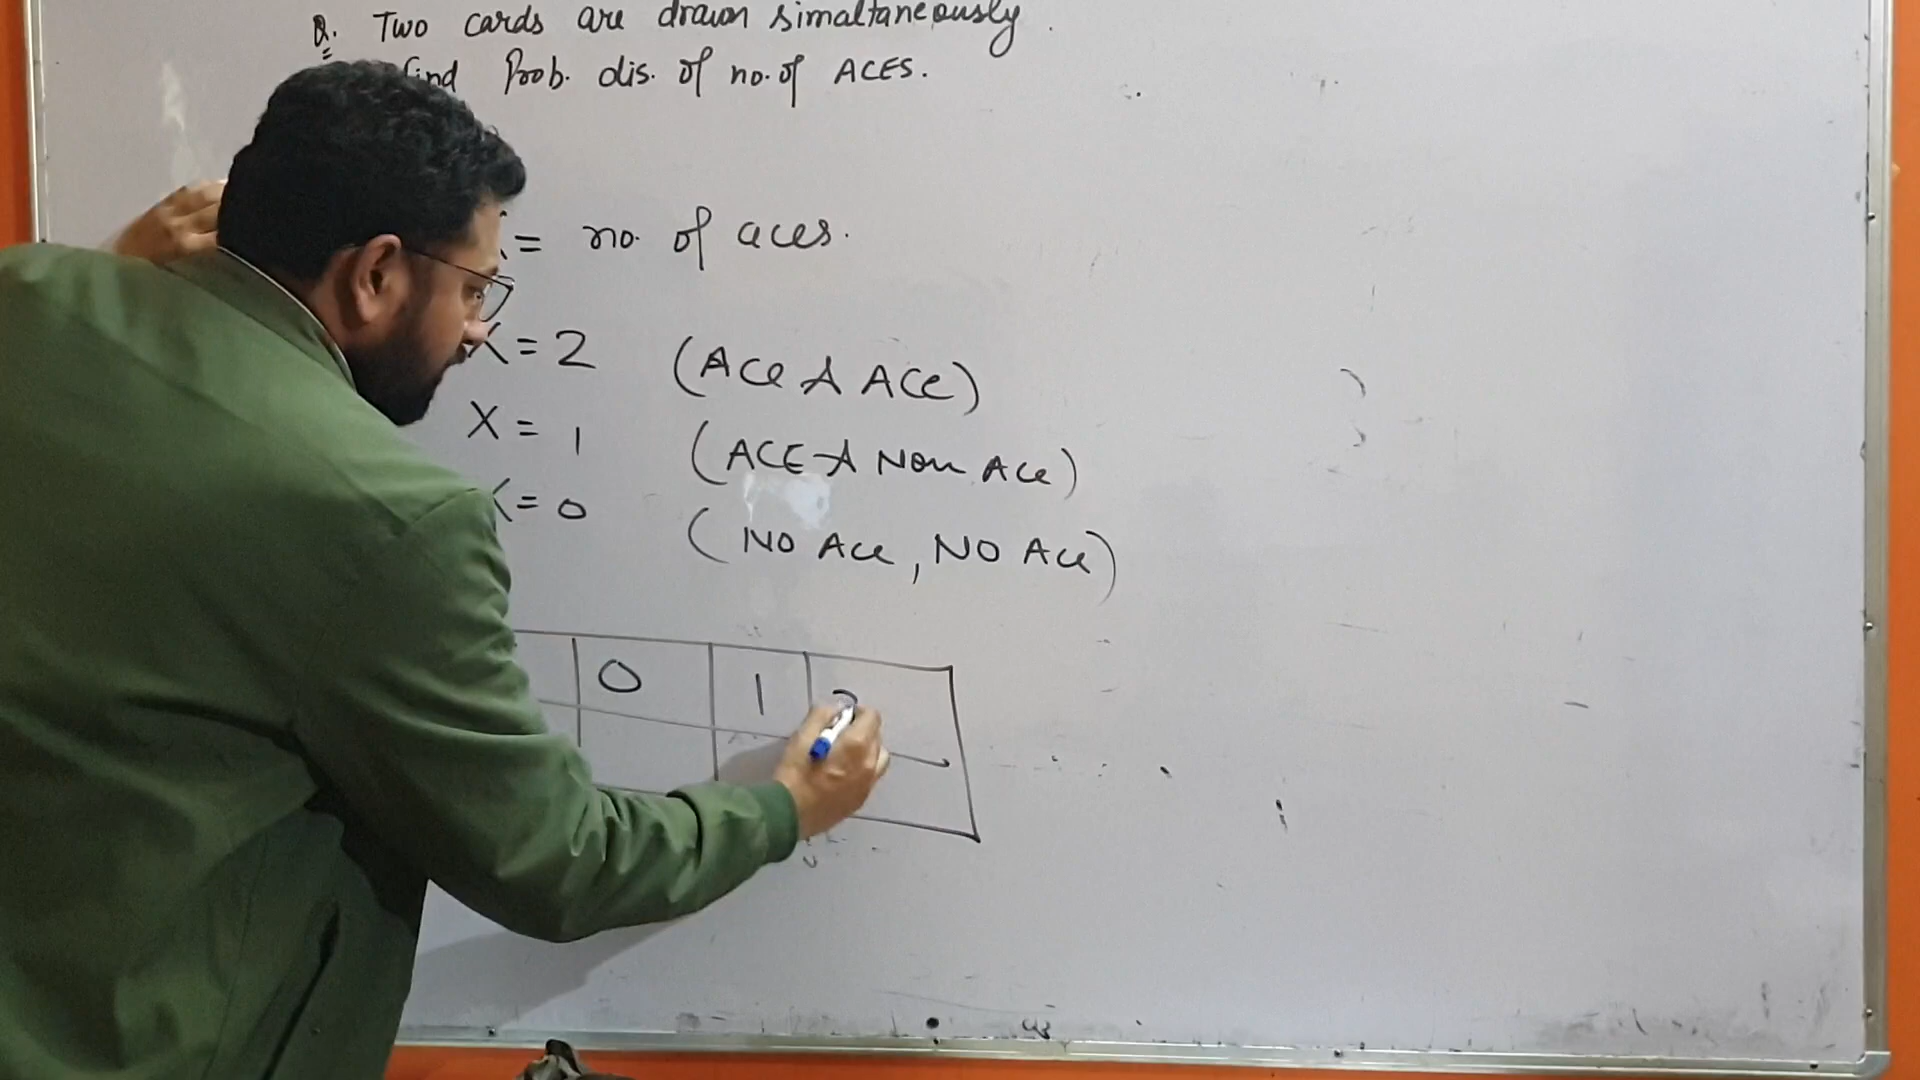 Q. Two cards are drawn simaltaneously.
find Prob. dis. of no. of ACES.
X = no. of aces.
X = 2 (Ace & Ace)
X = 1 (ACE & Non Ace)
X = 0 (NO Ace, NO Ace)
0 1 2